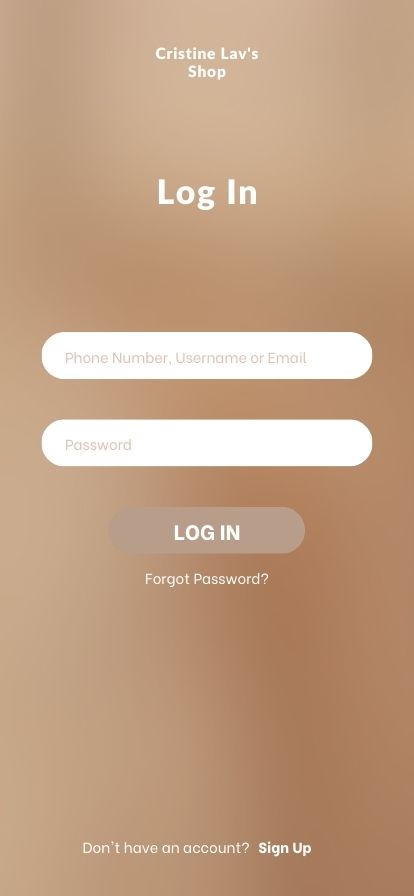 Cristine Lav's
Shop
Log In
Phone Number, Username or Email
Password
LOG IN
Forgot Password?
Don't have an account? Sign Up